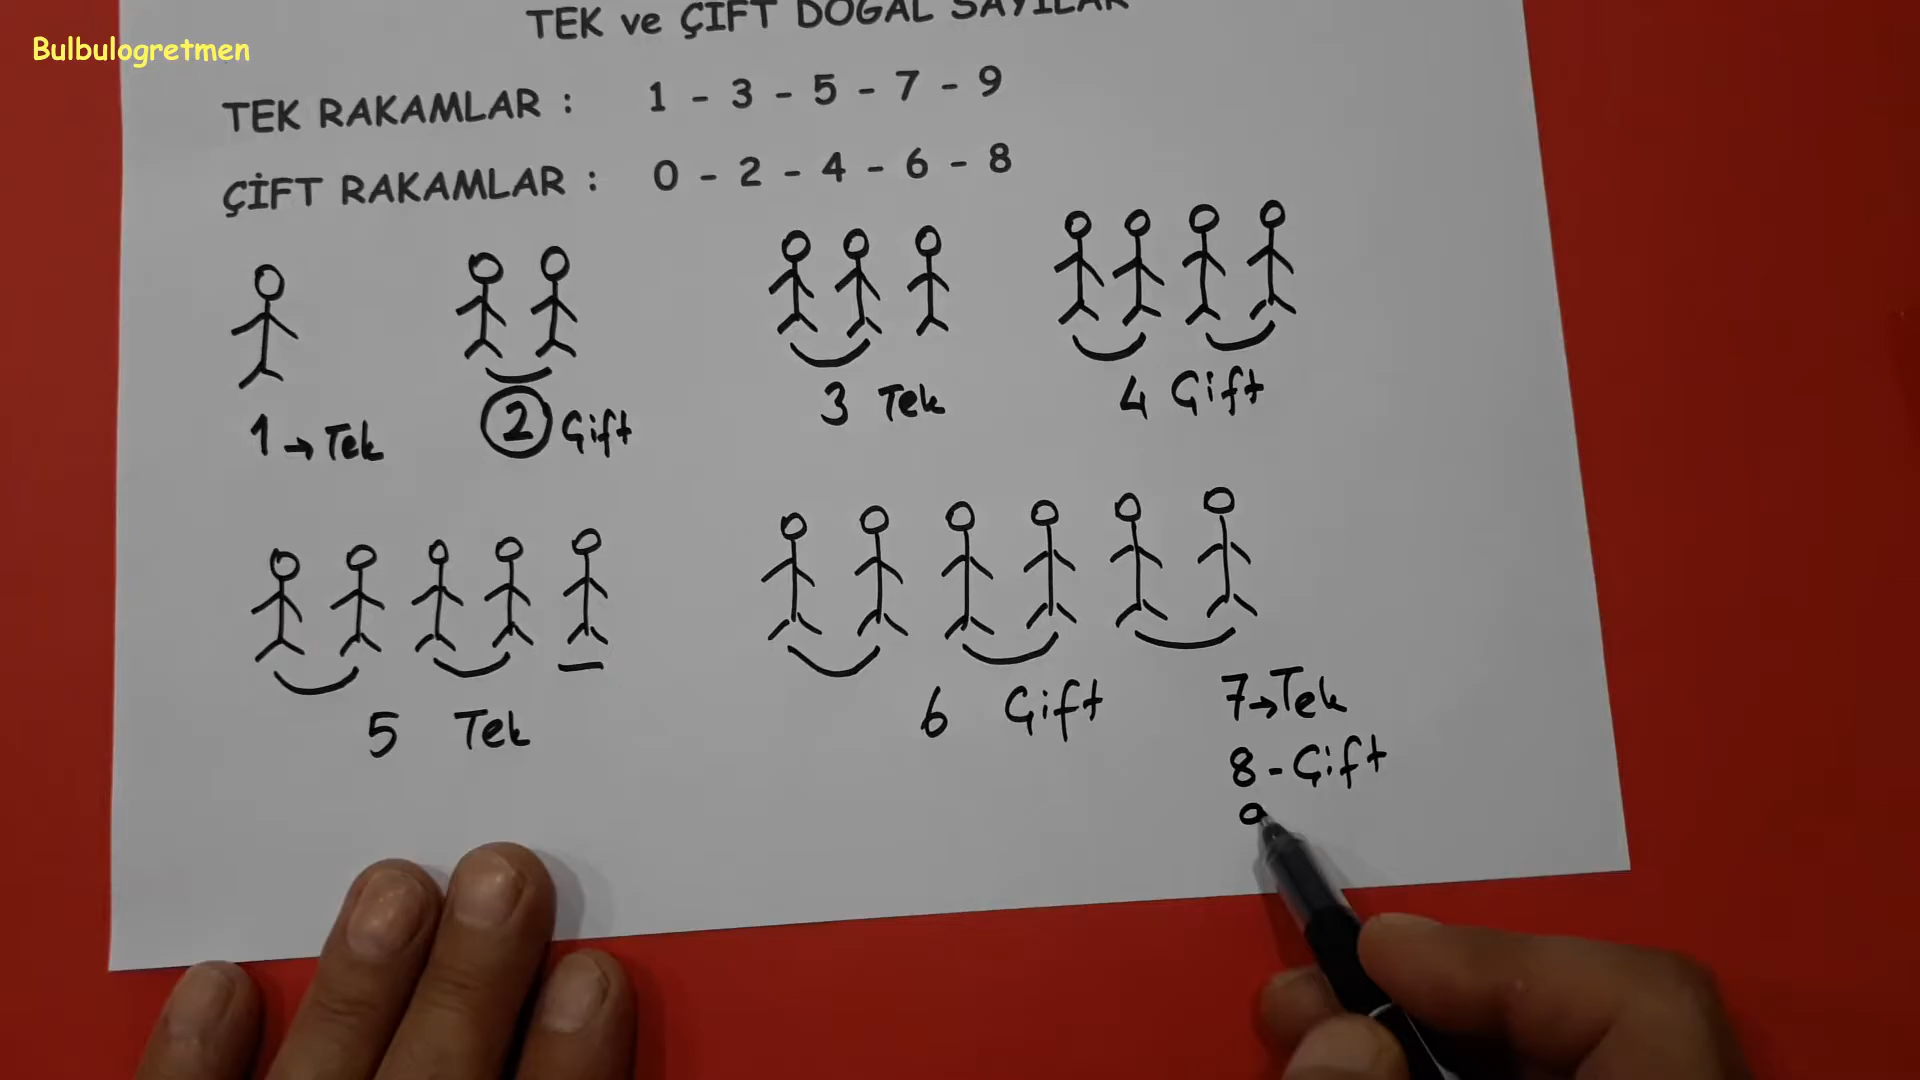 TEK ve ÇİFT DOĞAL SAYILAR
Bulbulogretmen
TEK RAKAMLAR : 1 - 3 - 5 - 7 - 9
ÇİFT RAKAMLAR : 0 - 2 - 4 - 6 - 8
1 → Tek
2 Çift
3 Tek
4 Çift
5 Tek
6 Çift
7 → Tek
8 - Çift